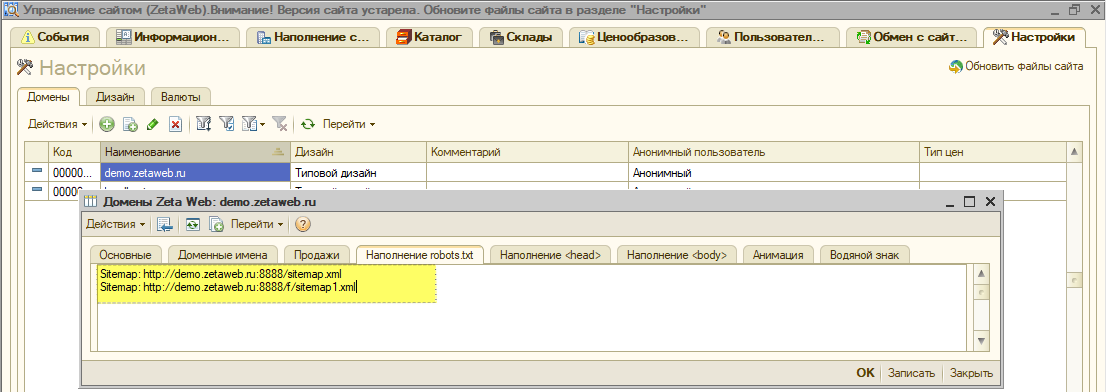 Управление сайтом (ZetaWeb).Внимание! Версия сайта устарела. Обновите файлы сайта в разделе "Настройки"
События Информацион... Наполнение с... Каталог Склады Ценообразов... Пользовател... Обмен с сайт... Настройки
Настройки
Обновить файлы сайта
Домены Дизайн Валюты
Действия Перейти
Код Наименование Дизайн Комментарий Анонимный пользователь Тип цен
00000... demo.zetaweb.ru Типовой дизайн Анонимный
00000...
Домены Zeta Web: demo.zetaweb.ru
Действия Перейти
Основные Доменные имена Продажи Наполнение robots.txt Наполнение <head> Наполнение <body> Анимация Водяной знак
Sitemap: http://demo.zetaweb.ru:8888/sitemap.xml
Sitemap: http://demo.zetaweb.ru:8888/f/sitemap1.xml
OK Записать Закрыть